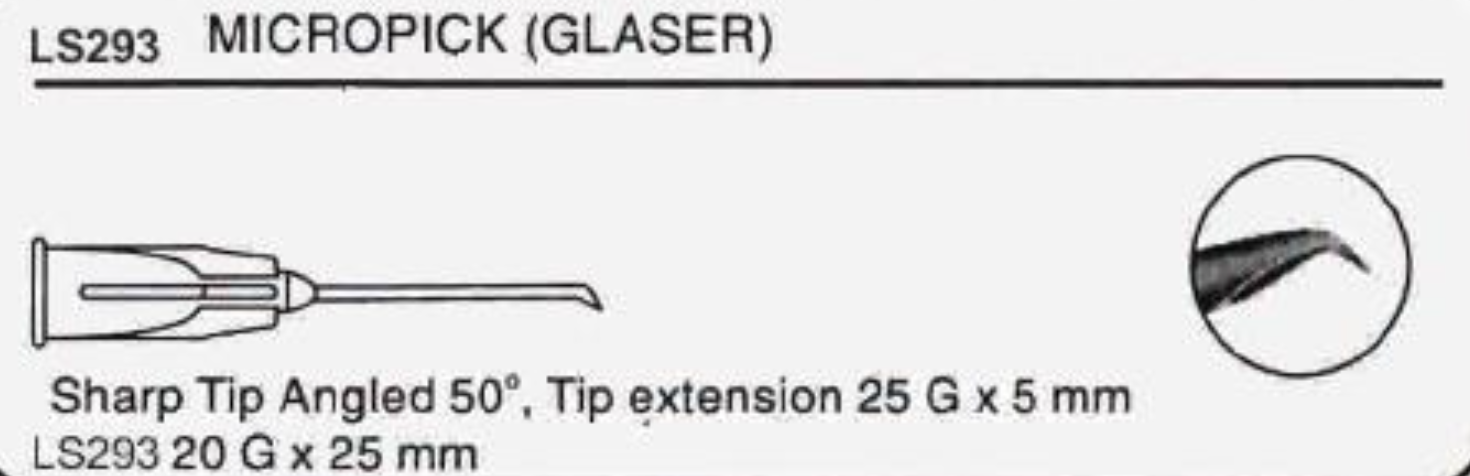 LS293 MICROPICK (GLASER)
Sharp Tip Angled 50°, Tip extension 25 G x 5 mm
LS293 20 G x 25 mm